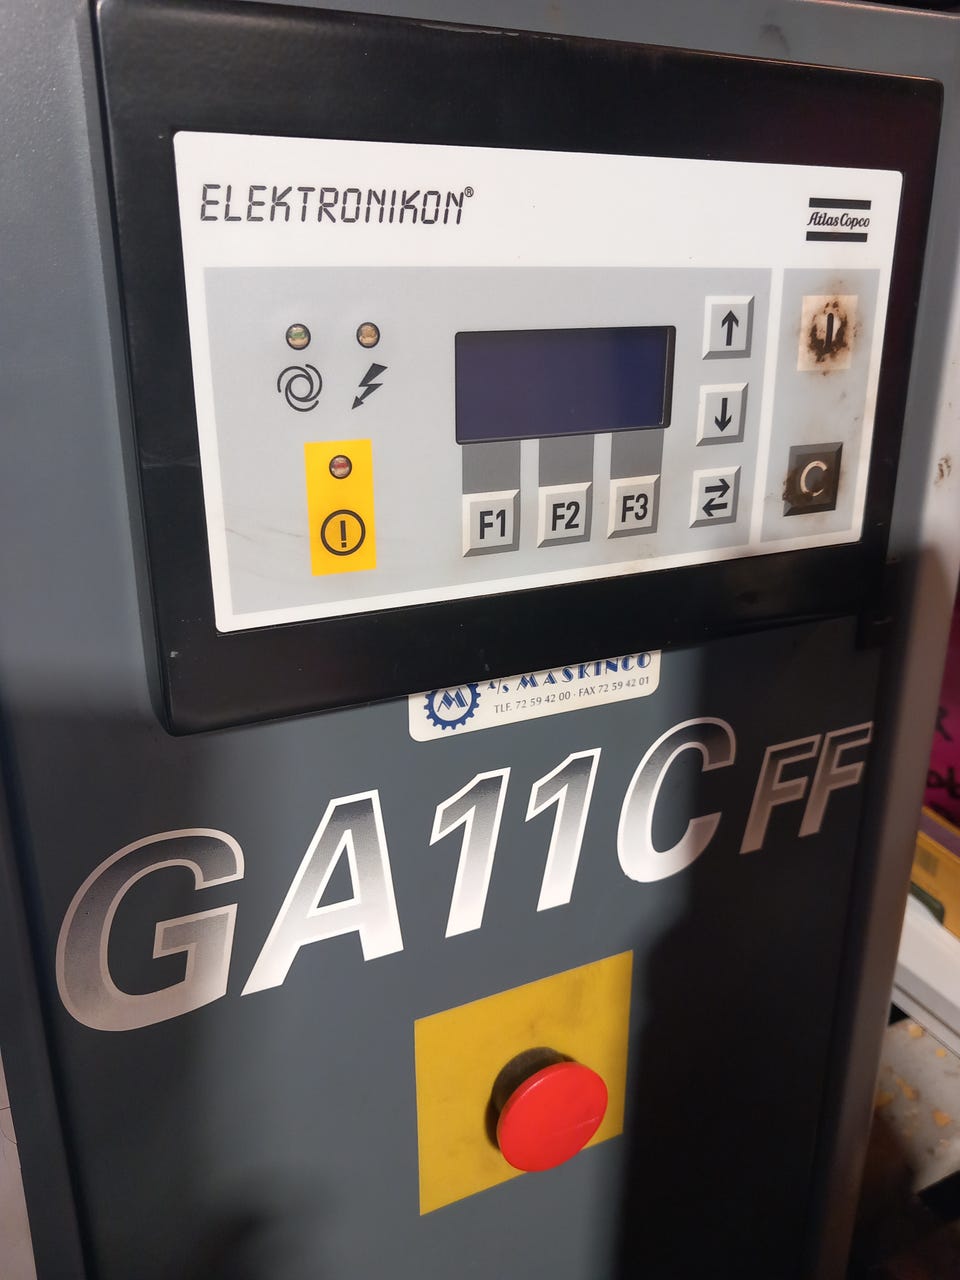 ELEKTRONIKON®
Atlas Copco
F1 F2 F3
C
A/S MASKINCO
TLF. 72 59 42 00 · FAX 72 59 42 01
GA11C FF